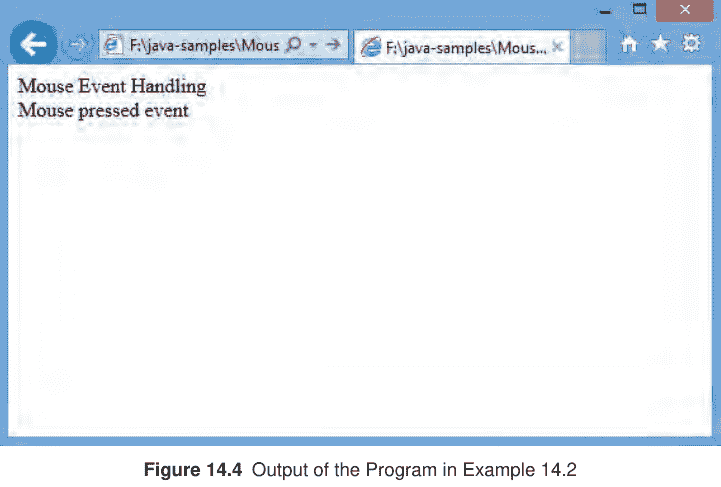 F:\java-samples\Mous
F:\java-samples\Mous...
Mouse Event Handling
Mouse pressed event
Figure 14.4 Output of the Program in Example 14.2